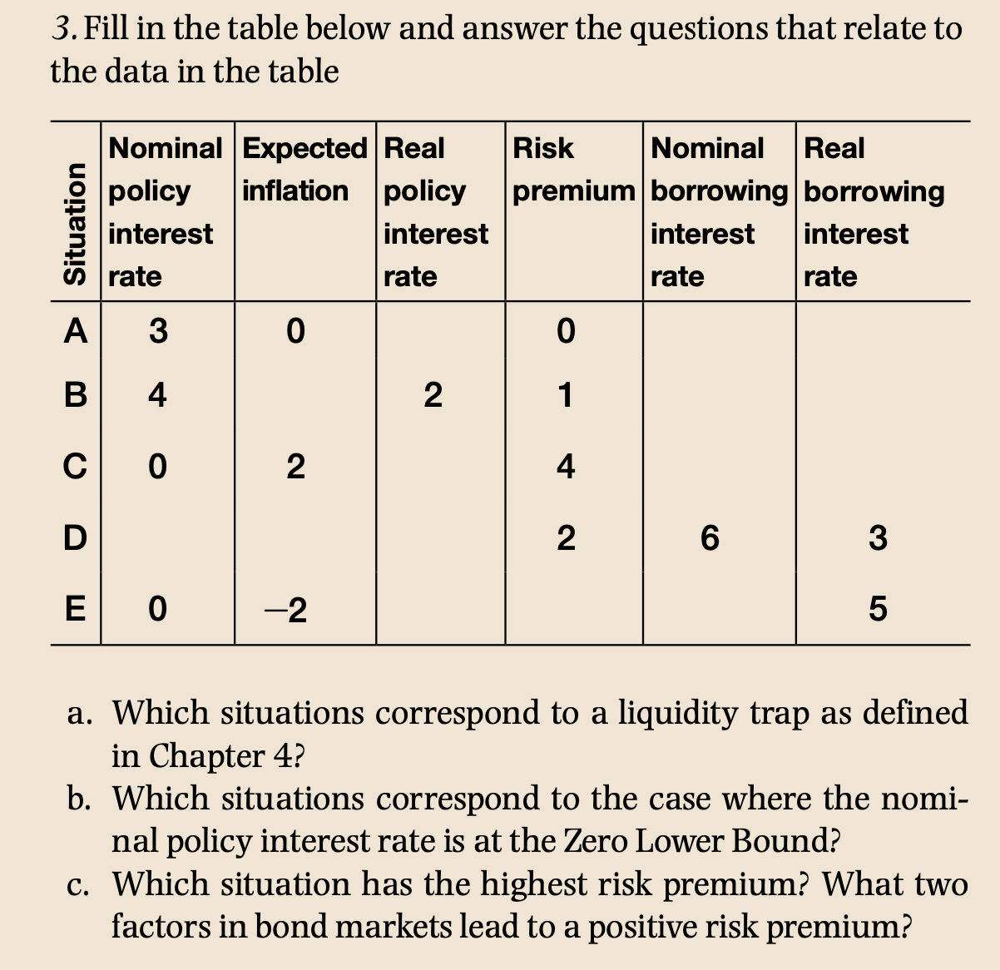 3. Fill in the table below and answer the questions that relate to
the data in the table
Situation
Nominal policy interest rate
Expected inflation
Real policy interest rate
Risk premium
Nominal borrowing interest rate
Real borrowing interest rate
A 3 0 0
B 4 2 1
C 0 2 4
D 2 6 3
E 0 –2 5
a. Which situations correspond to a liquidity trap as defined
in Chapter 4?
b. Which situations correspond to the case where the nomi-
nal policy interest rate is at the Zero Lower Bound?
c. Which situation has the highest risk premium? What two
factors in bond markets lead to a positive risk premium?